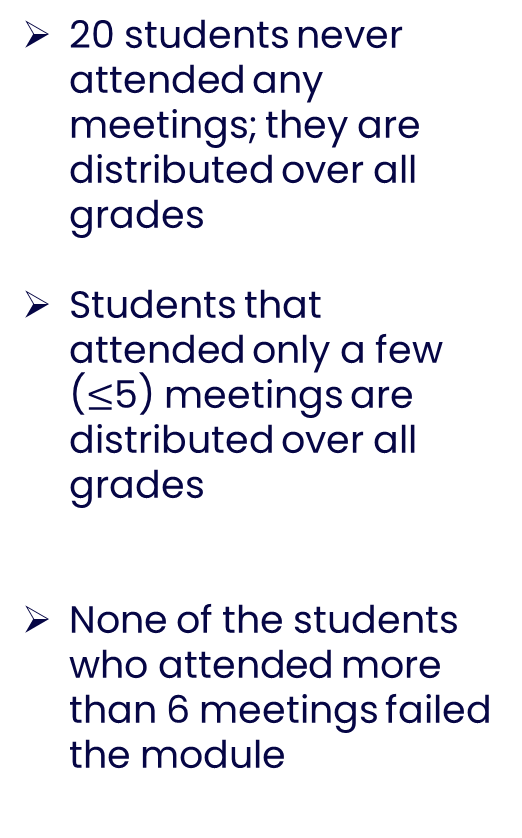 ➢ 20 students never
attended any
meetings; they are
distributed over all
grades
➢ Students that
attended only a few
(≤5) meetings are
distributed over all
grades
➢ None of the students
who attended more
than 6 meetings failed
the module